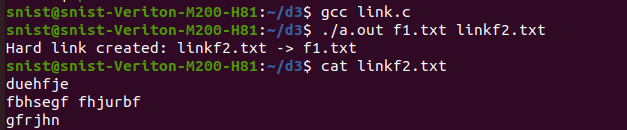 snist@snist-Veriton-M200-H81:~/d3$ gcc link.c
snist@snist-Veriton-M200-H81:~/d3$ ./a.out f1.txt linkf2.txt
Hard link created: linkf2.txt -> f1.txt
snist@snist-Veriton-M200-H81:~/d3$ cat linkf2.txt
duehfje
fbhsegf fhjurbf
gfrjhn